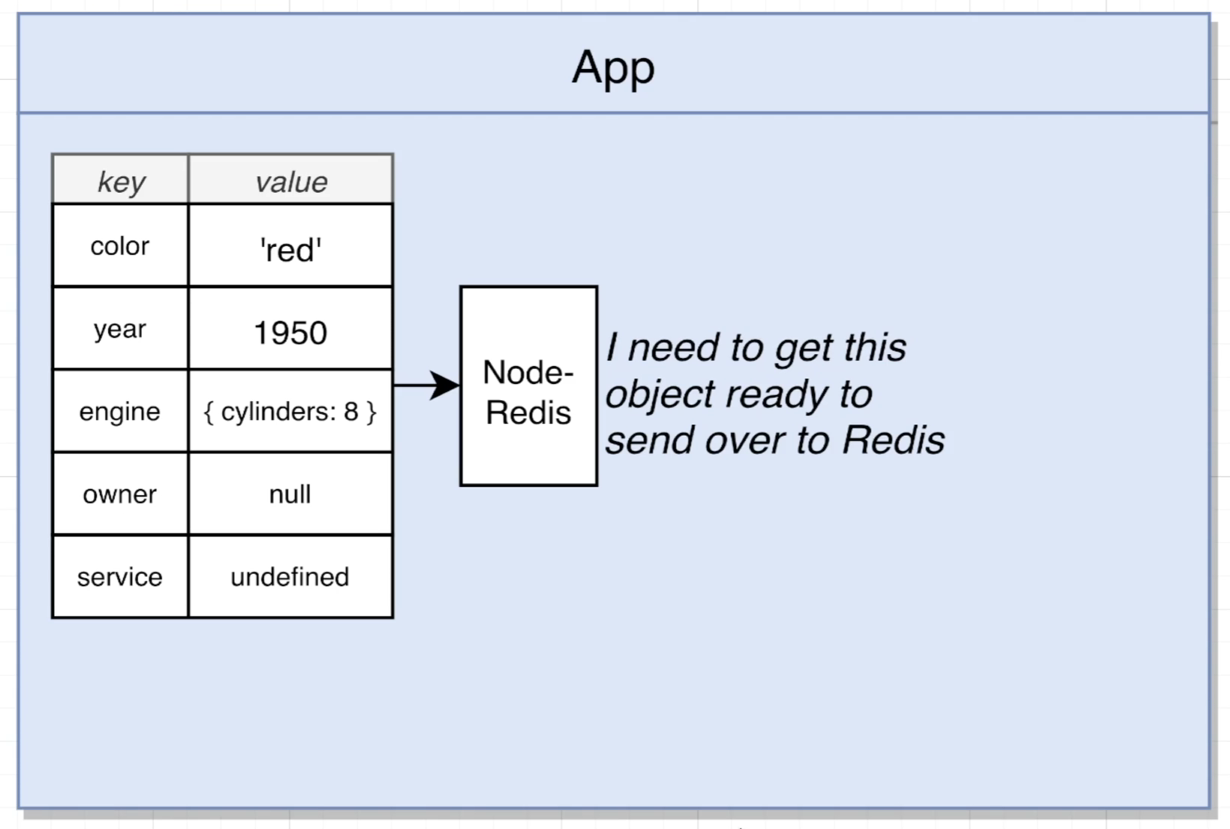 App
key value
color 'red'
year 1950
engine { cylinders: 8 }
owner null
service undefined
Node-
Redis
I need to get this
object ready to
send over to Redis